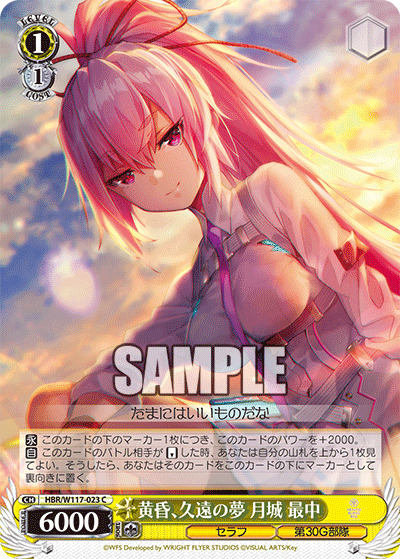 LEVEL
1
1
COST
SAMPLE
たまにはいいものだな
永 このカードの下のマーカー1枚につき、このカードのパワーを+2000。
自 このカードのバトル相手が した時、あなたは自分の山札を上から1枚見てよい。そうしたら、あなたはそのカードをこのカードの下にマーカーとして裏向きに置く。
CH HBR/W117-023 C
6000
黄昏、久遠の夢 月城 最中
セラフ
第30G部隊
©WFS Developed by WRIGHT FLYER STUDIOS ©VISUAL ARTS/Key